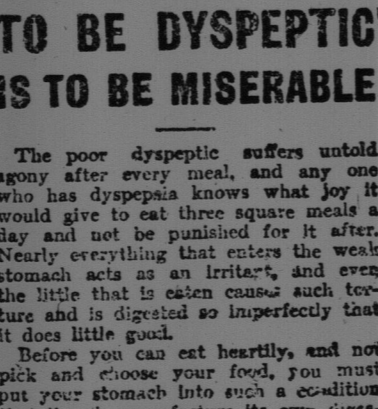 TO BE DYSPEPTIC
IS TO BE MISERABLE
The poor dyspeptic suffers untold
agony after every meal, and any one
who has dyspepsia knows what joy it
would give to eat three square meals a
day and not be punished for it after.
Nearly everything that enters the weak
stomach acts as an irritant, and even
the little that is eaten causes such tor-
ture and is digested so imperfectly that
it does little good.
Before you can eat heartily, and not
pick and choose your food, you must
put your stomach into such a condition